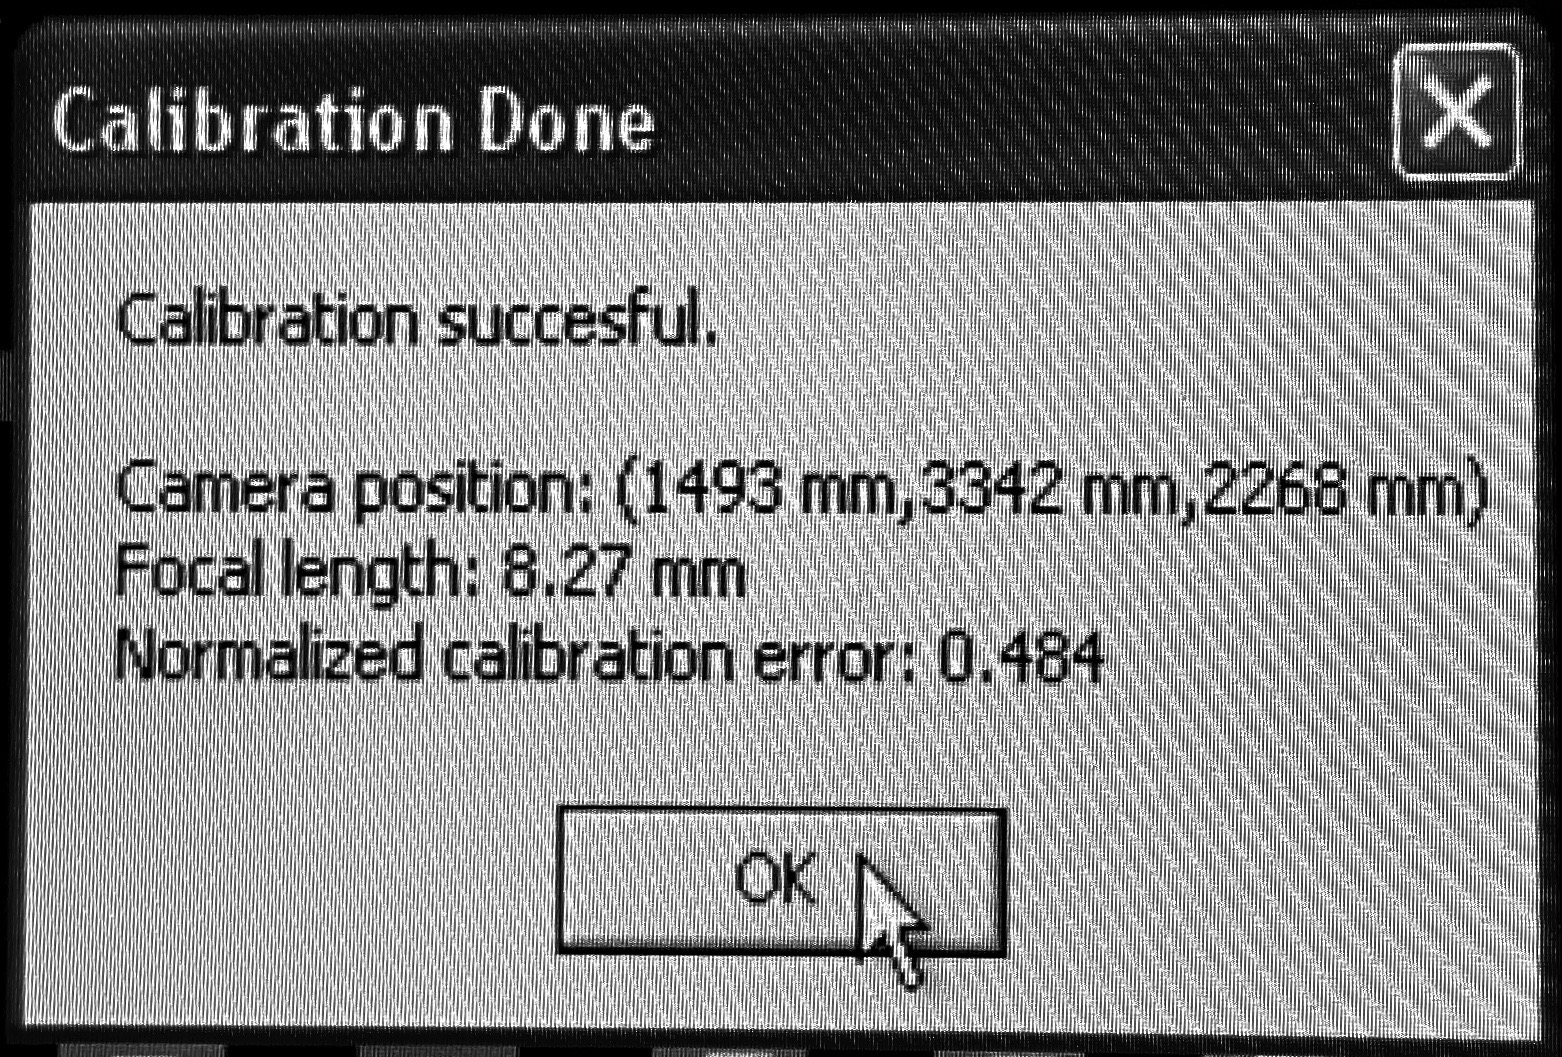 Calibration Done
Calibration succesful.
Camera position: (1493 mm,3342 mm,2268 mm)
Focal length: 8.27 mm
Normalized calibration error: 0.484
OK